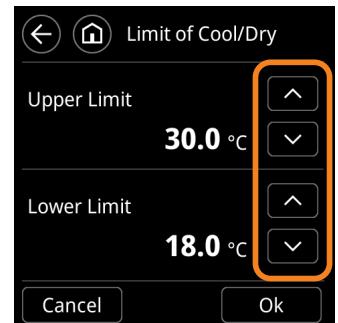 Limit of Cool/Dry
Upper Limit
30.0 °C
Lower Limit
18.0 °C
Cancel Ok